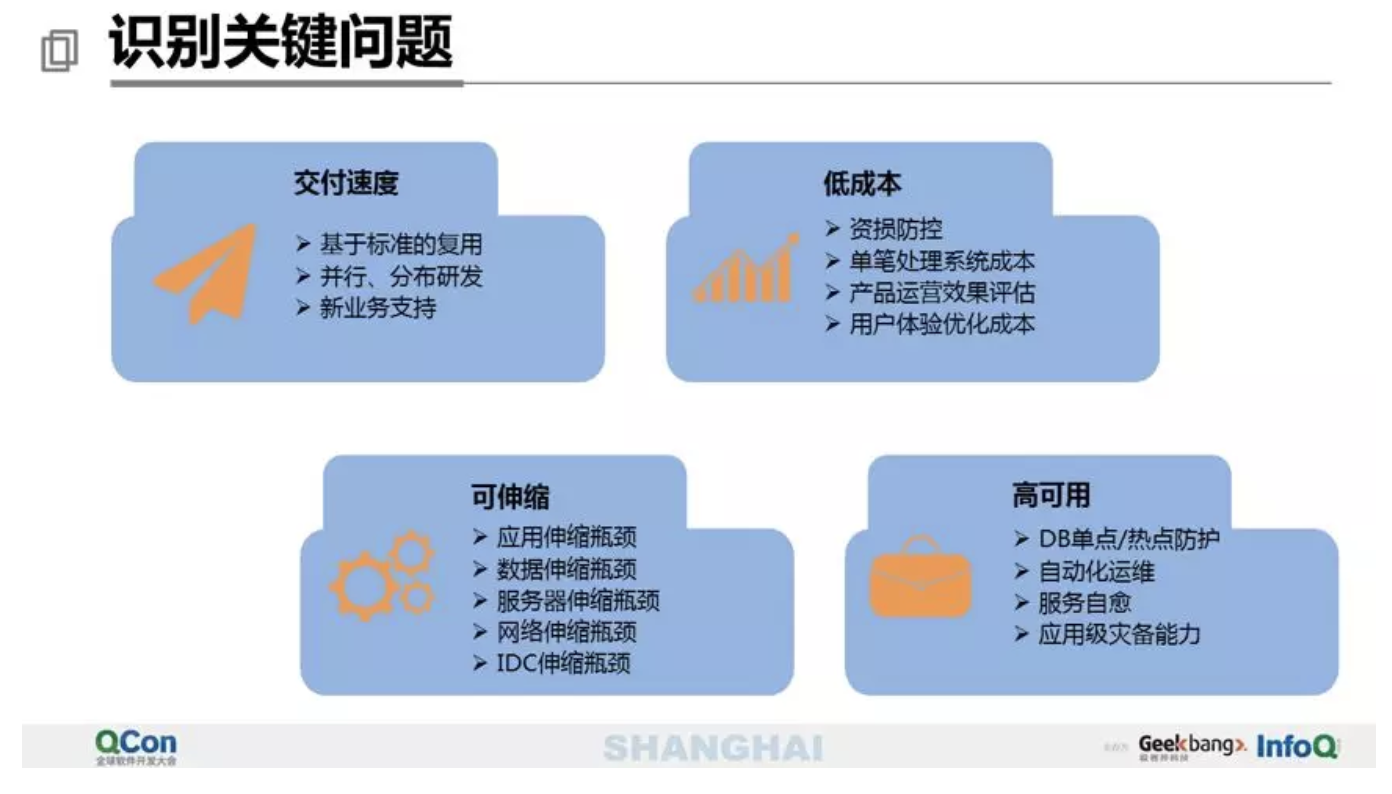 识别关键问题
交付速度
➢ 基于标准的复用
➢ 并行、分布研发
➢ 新业务支持
低成本
➢ 资损防控
➢ 单笔处理系统成本
➢ 产品运营效果评估
➢ 用户体验优化成本
可伸缩
➢ 应用伸缩瓶颈
➢ 数据伸缩瓶颈
➢ 服务器伸缩瓶颈
➢ 网络伸缩瓶颈
➢ IDC伸缩瓶颈
高可用
➢ DB单点/热点防护
➢ 自动化运维
➢ 服务自愈
➢ 应用级灾备能力
QCon
全球软件开发大会
SHANGHAI
Geekbang>.
极客邦科技
InfoQ